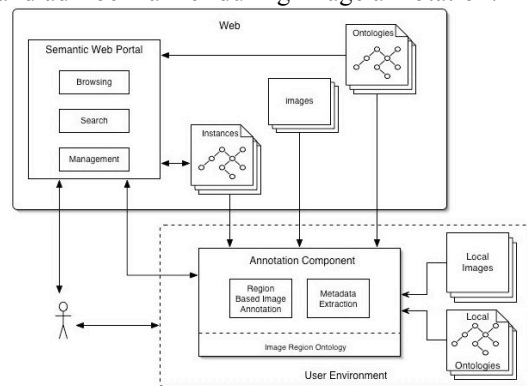 Web
Semantic Web Portal
Browsing
Search
Management
Ontologies
images
Instances
Annotation Component
Region
Based Image
Annotation
Metadata
Extraction
Image Region Ontology
Local
Images
Local
Ontologies
User Environment